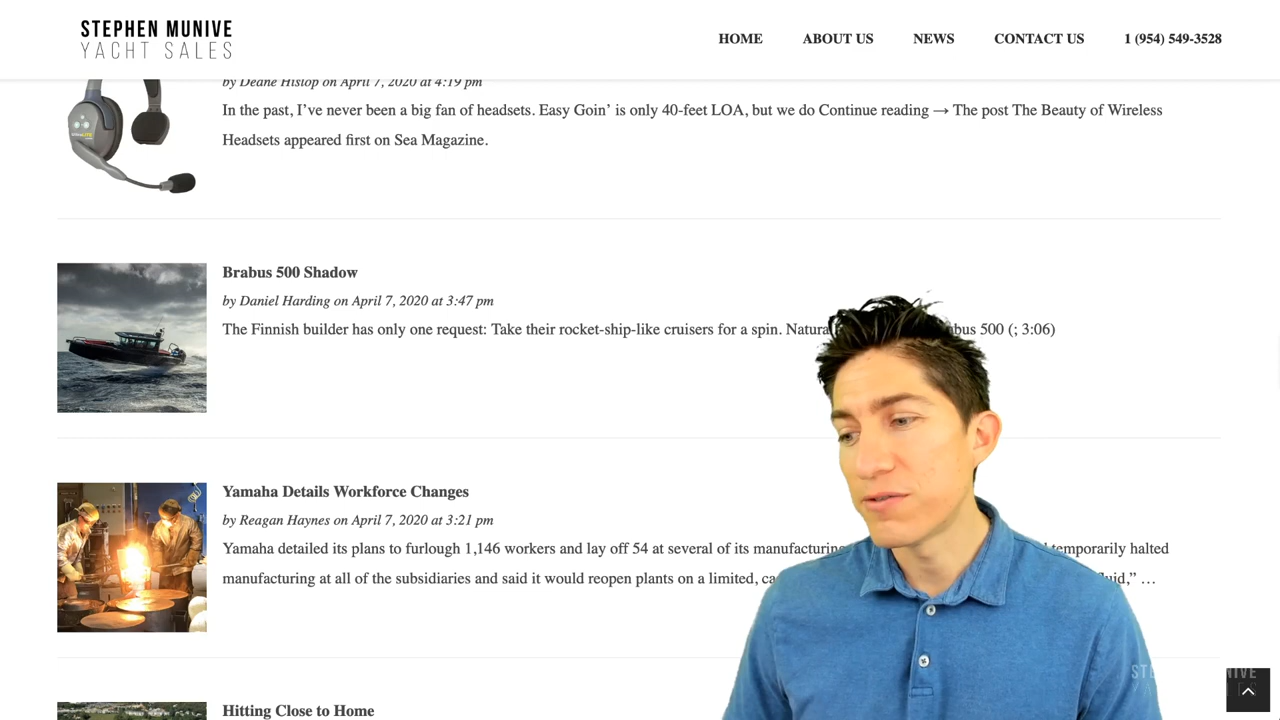 STEPHEN MUNIVE
YACHT SALES
HOME ABOUT US NEWS CONTACT US 1 (954) 549-3528
by Deane Hislop on April 7, 2020 at 4:19 pm
In the past, I’ve never been a big fan of headsets. Easy Goin’ is only 40-feet LOA, but we do Continue reading → The post The Beauty of Wireless
Headsets appeared first on Sea Magazine.
Brabus 500 Shadow
by Daniel Harding on April 7, 2020 at 3:47 pm
The Finnish builder has only one request: Take their rocket-ship-like cruisers for a spin. 500 (; 3:06)
Yamaha Details Workforce Changes
by Reagan Haynes on April 7, 2020 at 3:21 pm
Yamaha detailed its plans to furlough 1,146 workers and lay off 54 at several of its manufacturing temporarily halted
manufacturing at all of the subsidiaries and said it would reopen plants on a limited, …
Hitting Close to Home